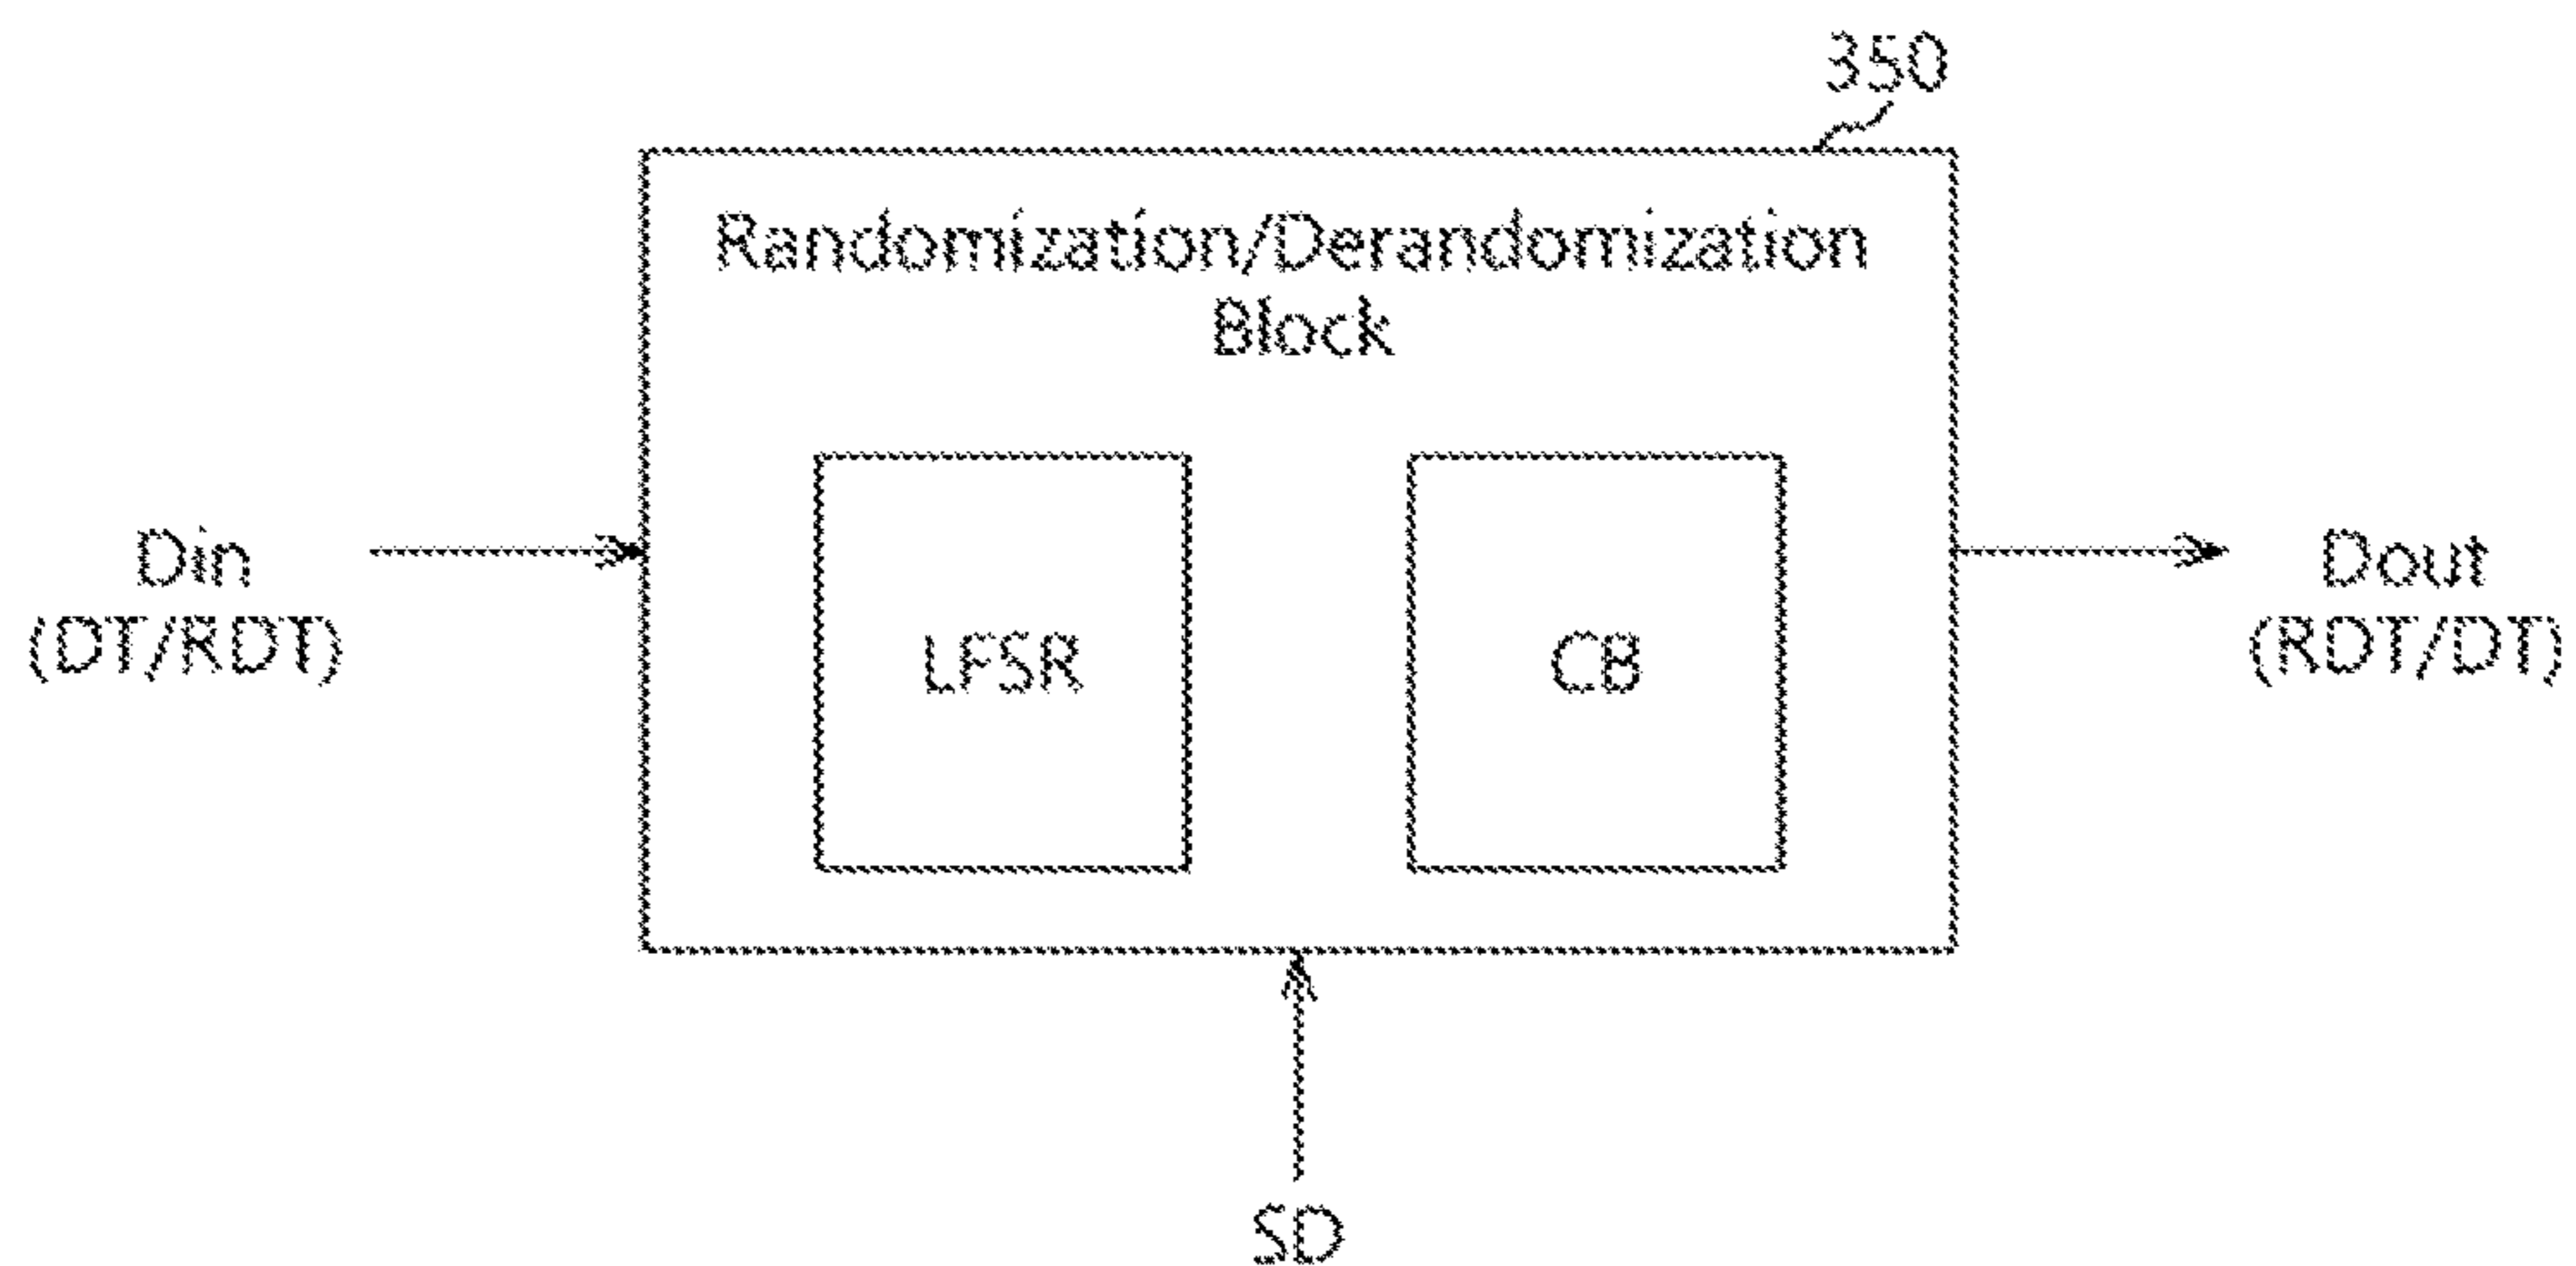 350
Randomization/Derandomization
Block
Din
(DT/RDT)
LFSR
CB
Dout
(RDT/DT)
SD